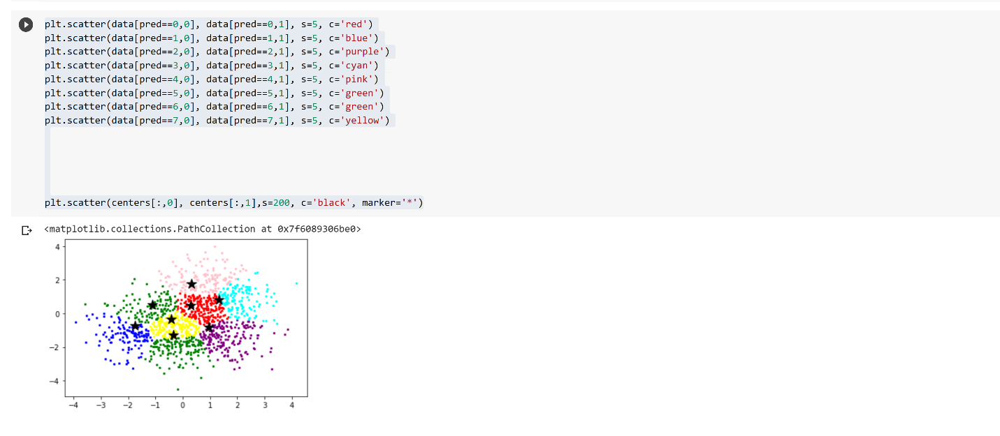 plt.scatter(data[pred==0,0], data[pred==0,1], s=5, c='red')
plt.scatter(data[pred==1,0], data[pred==1,1], s=5, c='blue')
plt.scatter(data[pred==2,0], data[pred==2,1], s=5, c='purple')
plt.scatter(data[pred==3,0], data[pred==3,1], s=5, c='cyan')
plt.scatter(data[pred==4,0], data[pred==4,1], s=5, c='pink')
plt.scatter(data[pred==5,0], data[pred==5,1], s=5, c='green')
plt.scatter(data[pred==6,0], data[pred==6,1], s=5, c='green')
plt.scatter(data[pred==7,0], data[pred==7,1], s=5, c='yellow')
plt.scatter(centers[:,0], centers[:,1],s=200, c='black', marker='*')
<matplotlib.collections.PathCollection at 0x7f6089306be0>
4
2
0
−2
−4
−4 −3 −2 −1 0 1 2 3 4